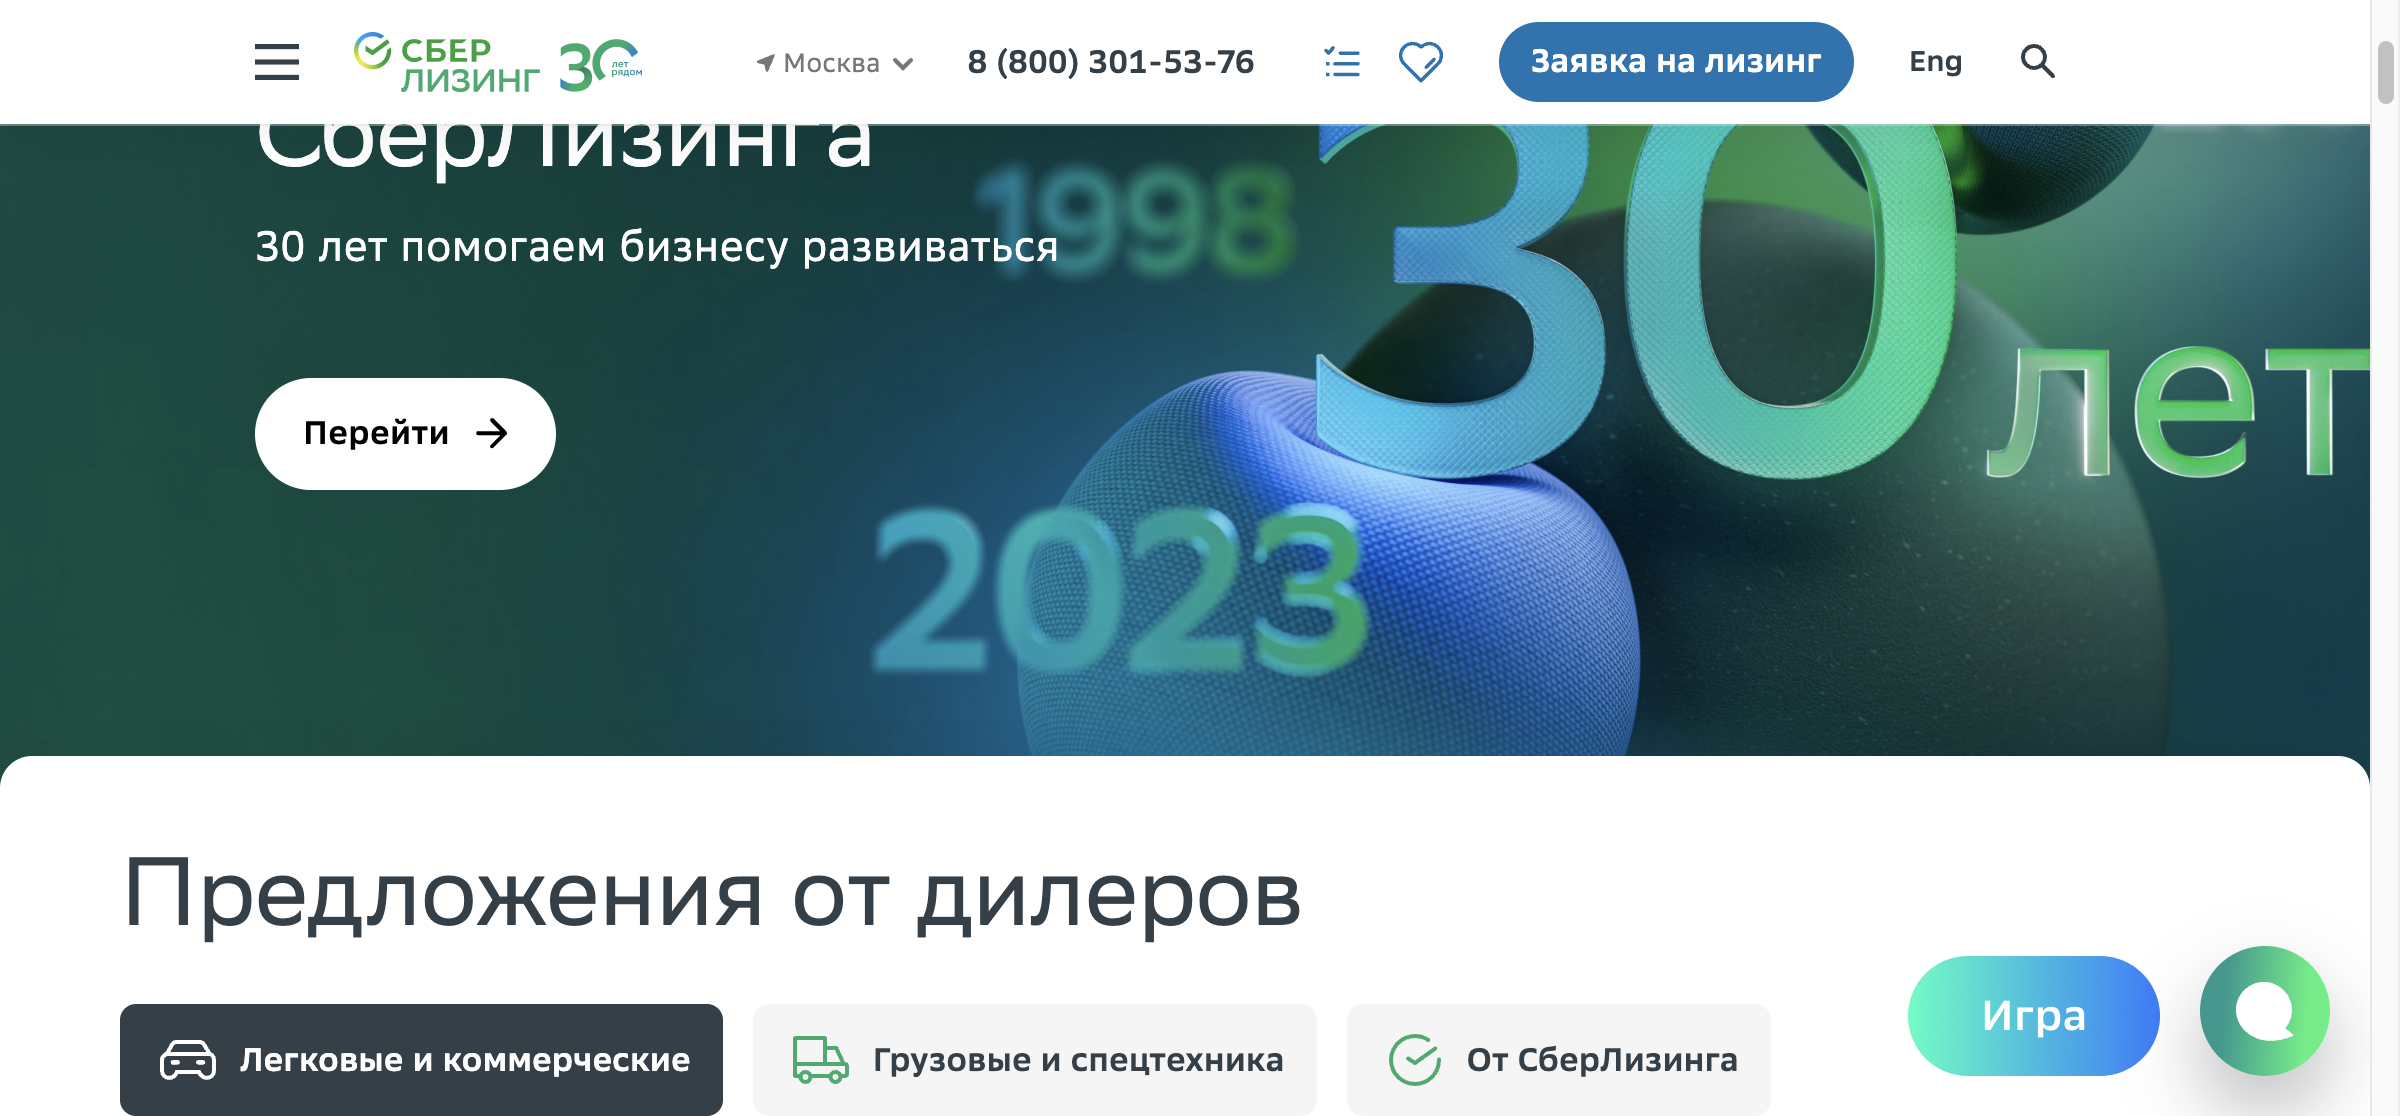 СБЕР
ЛИЗИНГ
30 лет
рядом
Москва
8 (800) 301-53-76
Заявка на лизинг
Eng
СберЛизинга
1998
30 лет
30 лет помогаем бизнесу развиваться
Перейти
2023
Предложения от дилеров
Легковые и коммерческие
Грузовые и спецтехника
От СберЛизинга
Игра